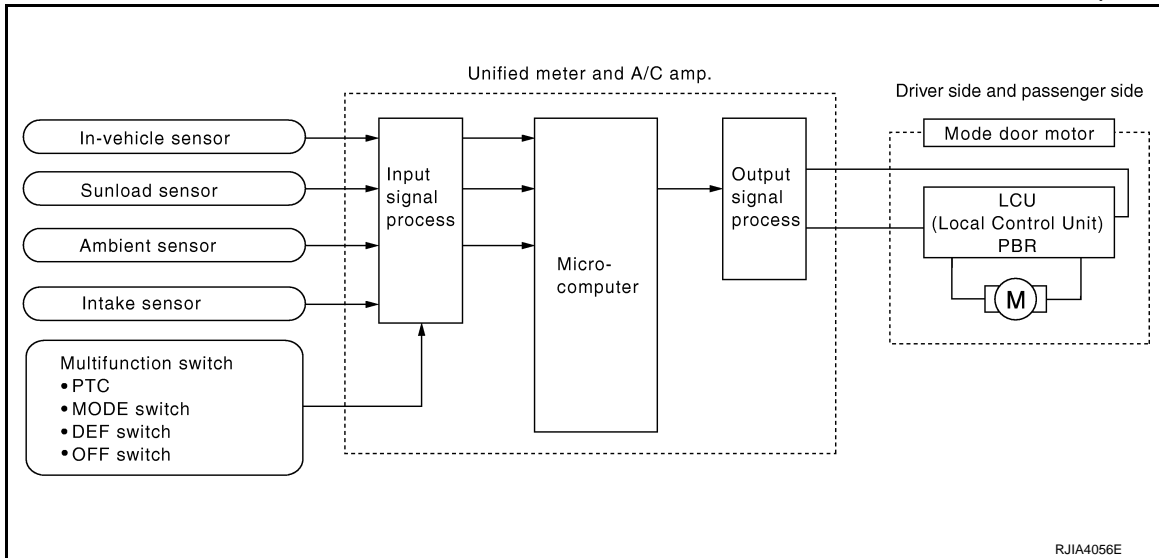 Unified meter and A/C amp.
Driver side and passenger side
In-vehicle sensor
Sunload sensor
Ambient sensor
Intake sensor
Multifunction switch
• PTC
• MODE switch
• DEF switch
• OFF switch
Input
signal
process
Micro-
computer
Output
signal
process
Mode door motor
LCU
(Local Control Unit)
PBR
M
RJIA4056E